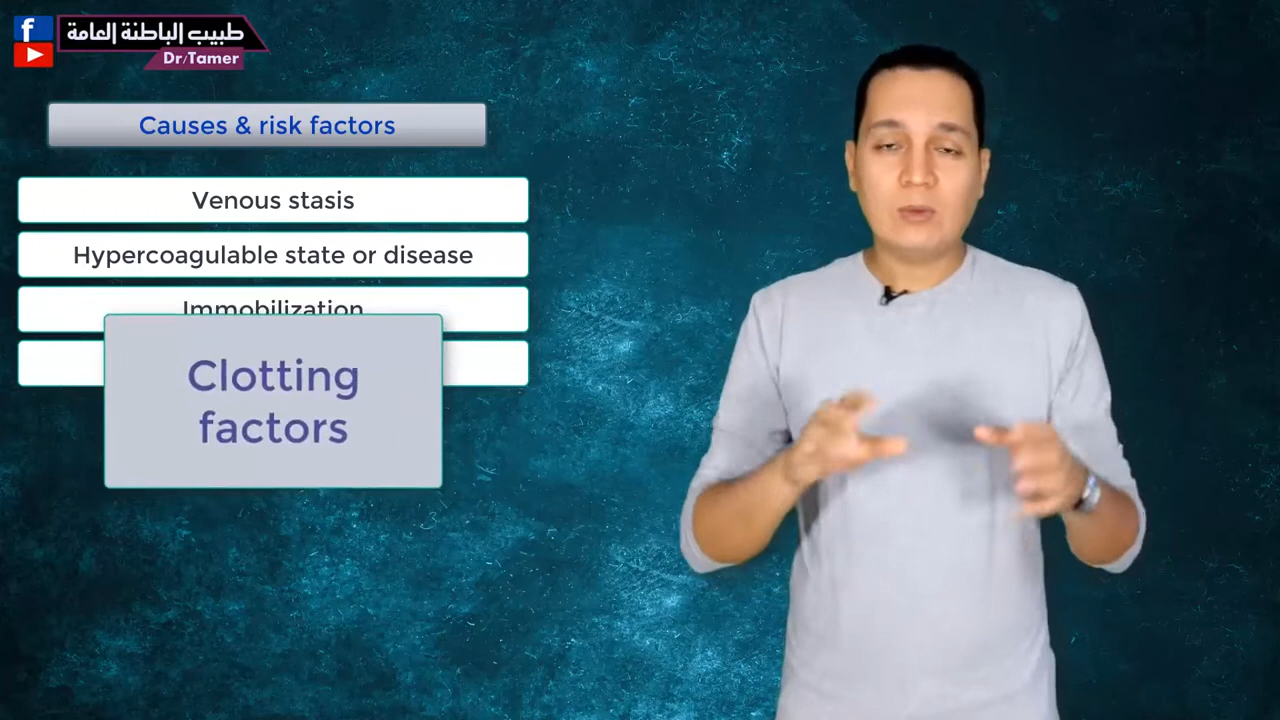 f
طبيب الباطنة العامة
Dr/Tamer
Causes & risk factors
Venous stasis
Hypercoagulable state or disease
Immobilization
Clotting
factors